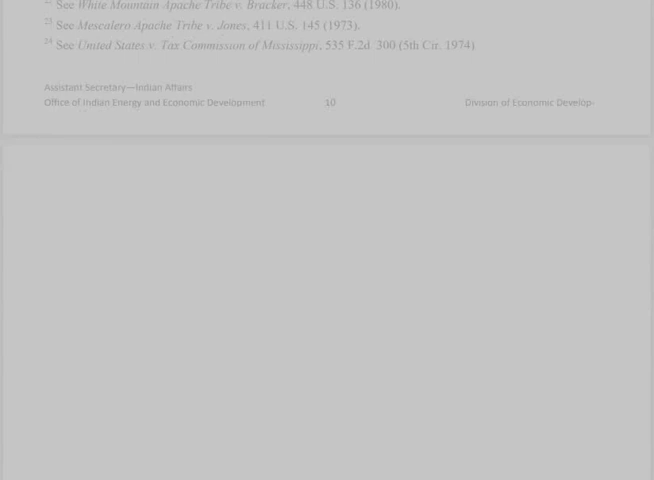 See White Mountain Apache Tribe v. Bracker, 448 U.S. 136 (1980).
23 See Mescalero Apache Tribe v. Jones, 411 U.S. 145 (1973).
24 See United States v. Tax Commission of Mississippi, 535 F.2d 300 (5th Cir. 1974)
Assistant Secretary—Indian Affairs
Office of Indian Energy and Economic Development 10 Division of Economic Develop-